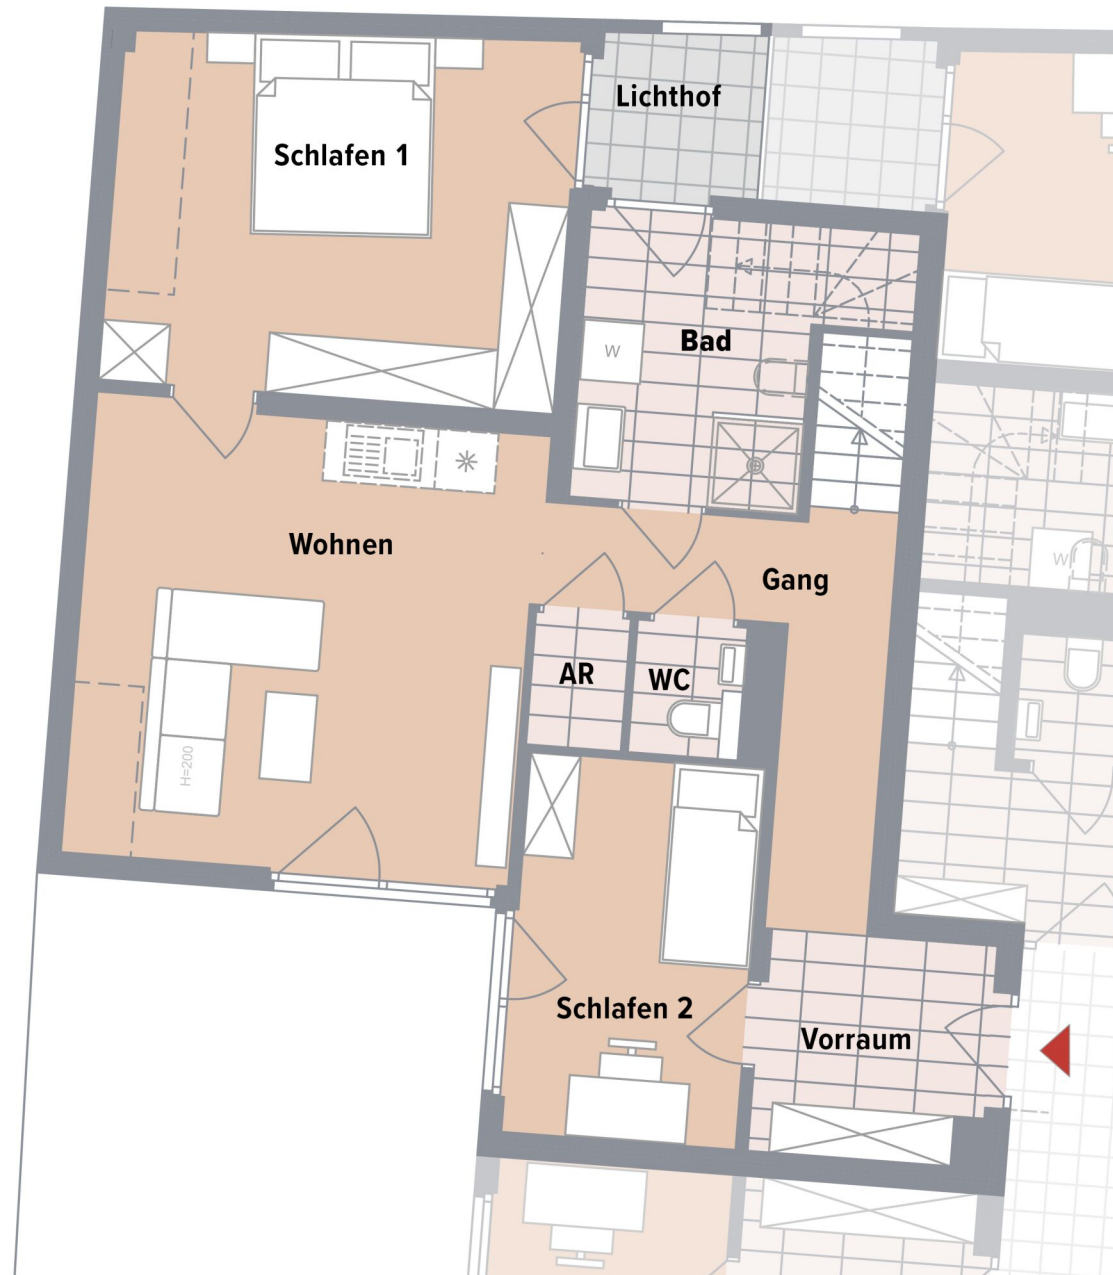 Lichthof
Schlafen 1
W
Bad
Wohnen
W
Gang
AR
WC
H=200
Schlafen 2
Vorraum